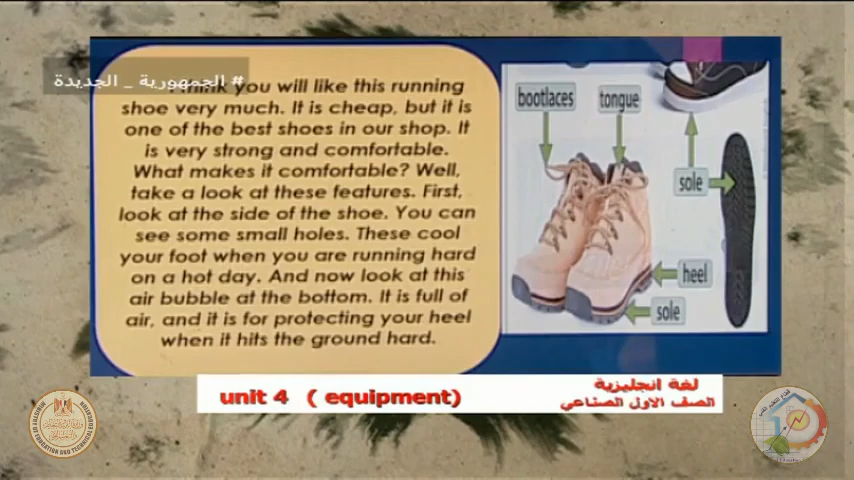 # الجمهورية _ الجديدة
think you will like this running
shoe very much. It is cheap, but it is
one of the best shoes in our shop. It
is very strong and comfortable.
What makes it comfortable? Well,
take a look at these features. First,
look at the side of the shoe. You can
see some small holes. These cool
your foot when you are running hard
on a hot day. And now look at this
air bubble at the bottom. It is full of
air, and it is for protecting your heel
when it hits the ground hard.
bootlaces
tongue
sole
heel
sole
unit 4 ( equipment)
لغة انجليزية
الصف الاول الصناعي